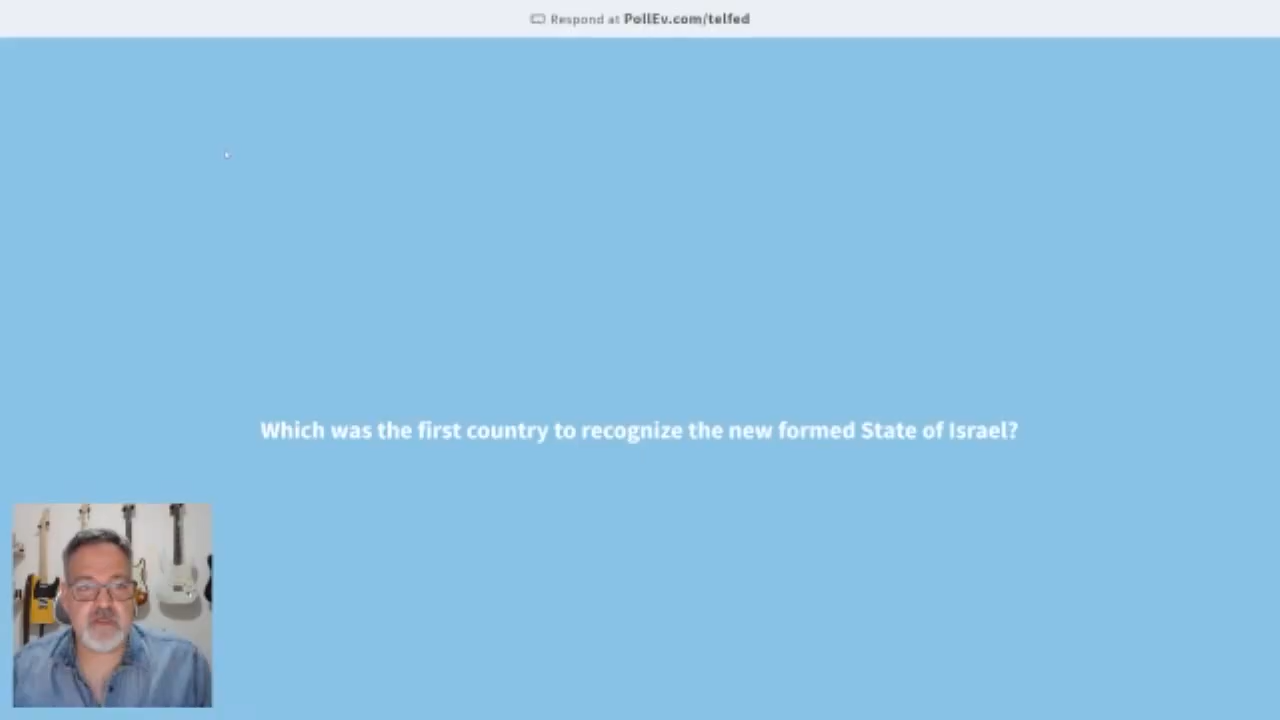 Respond at PollEv.com/telfed
Which was the first country to recognize the new formed State of Israel?